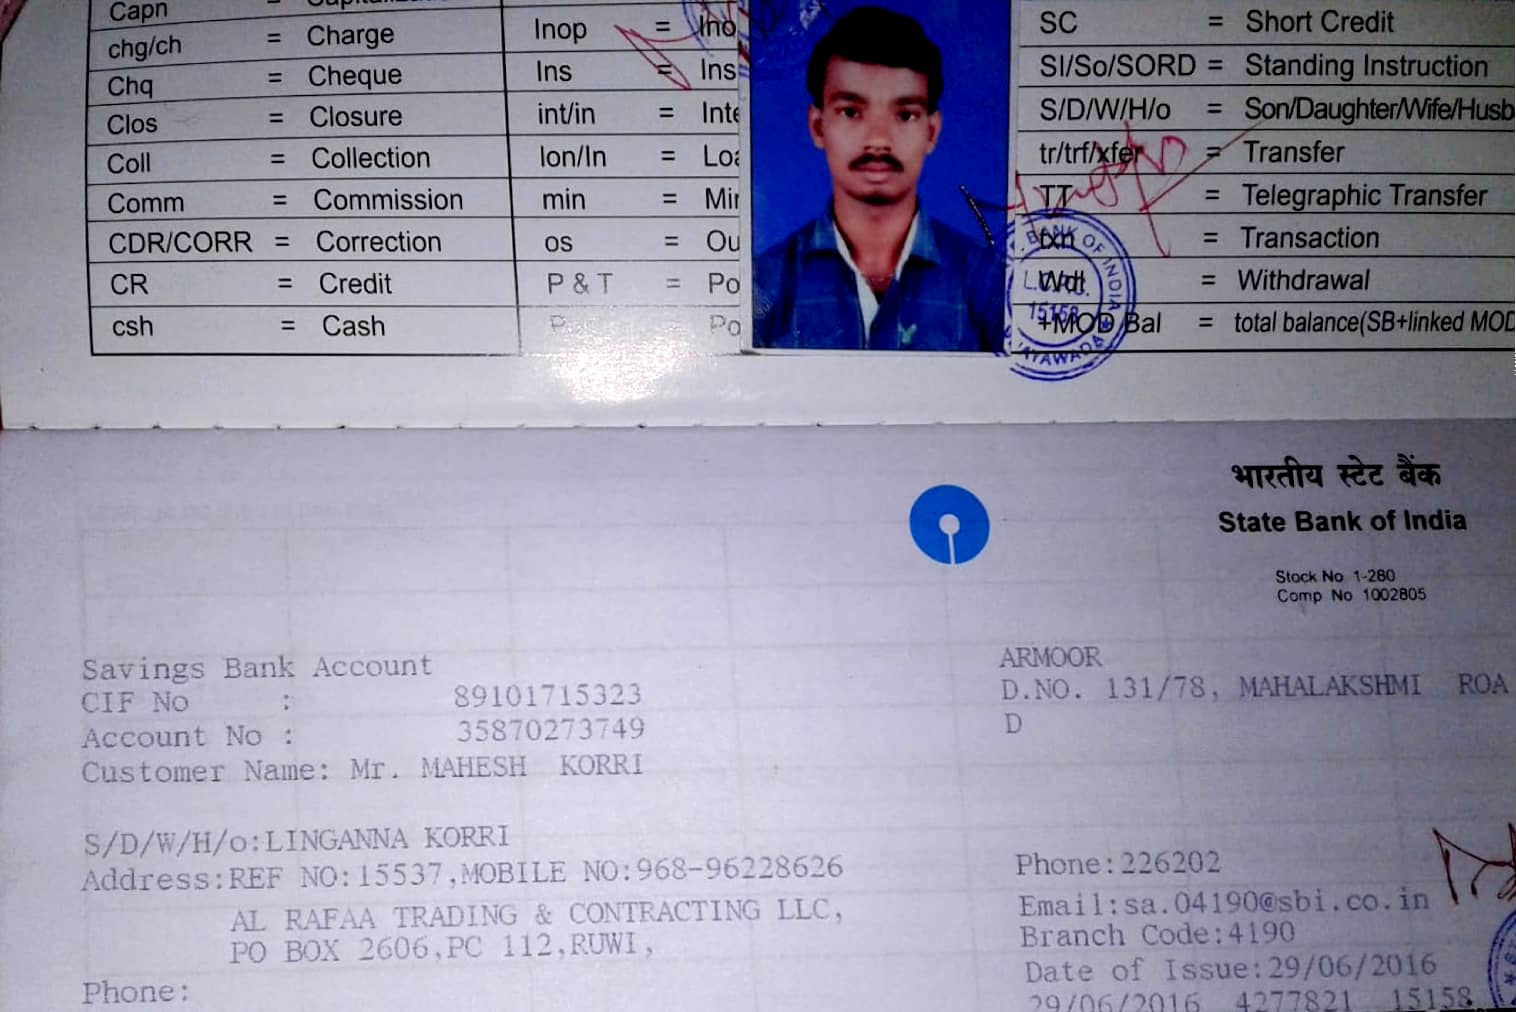 Capn =
chg/ch = Charge
Chq = Cheque
Clos = Closure
Coll = Collection
Comm = Commission
CDR/CORR = Correction
CR = Credit
csh = Cash
Inop = Ino
Ins = Ins
int/in = Inte
lon/ln = Loa
min = Min
os = Ou
P & T = Po
P Po
SC = Short Credit
SI/So/SORD = Standing Instruction
S/D/W/H/o = Son/Daughter/Wife/Husb
tr/trf/xfer = Transfer
TT = Telegraphic Transfer
txn = Transaction
Wdl = Withdrawal
+MOD Bal = total balance(SB+linked MOD
BANK OF INDIA
15158
भारतीय स्टेट बैंक
State Bank of India
Stock No 1-280
Comp No 1002805
Savings Bank Account
CIF No : 89101715323
Account No : 35870273749
Customer Name: Mr. MAHESH KORRI
S/D/W/H/o:LINGANNA KORRI
Address:REF NO:15537,MOBILE NO:968-96228626
AL RAFAA TRADING & CONTRACTING LLC,
PO BOX 2606,PC 112,RUWI,
Phone:
ARMOOR
D.NO. 131/78, MAHALAKSHMI ROA
D
Phone:226202
Email:sa.04190@sbi.co.in
Branch Code:4190
Date of Issue:29/06/2016
29/06/2016 4277821 15158